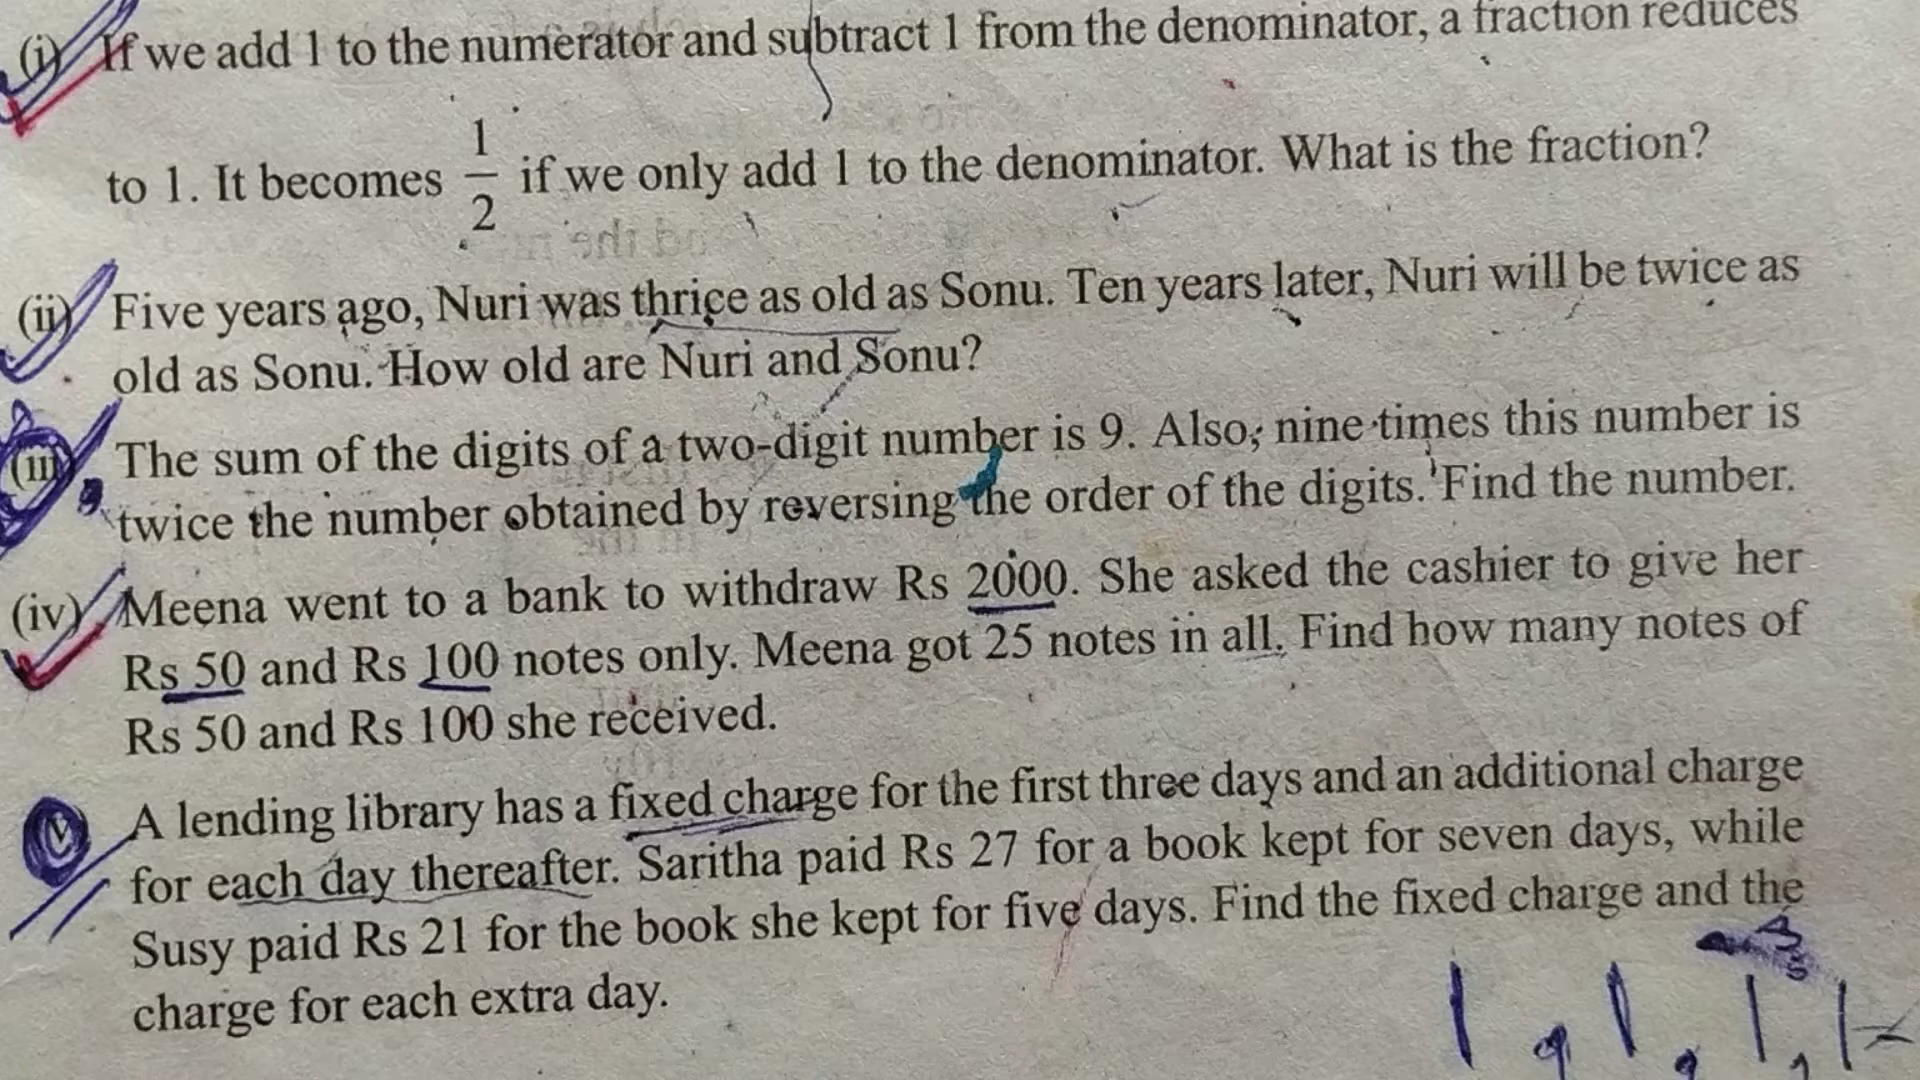 (i) If we add 1 to the numerator and subtract 1 from the denominator, a fraction reduces
to 1. It becomes 1/2 if we only add 1 to the denominator. What is the fraction?
(ii) Five years ago, Nuri was thrice as old as Sonu. Ten years later, Nuri will be twice as
old as Sonu. How old are Nuri and Sonu?
(iii) The sum of the digits of a two-digit number is 9. Also, nine times this number is
twice the number obtained by reversing the order of the digits. Find the number.
(iv) Meena went to a bank to withdraw Rs 2000. She asked the cashier to give her
Rs 50 and Rs 100 notes only. Meena got 25 notes in all. Find how many notes of
Rs 50 and Rs 100 she received.
(v) A lending library has a fixed charge for the first three days and an additional charge
for each day thereafter. Saritha paid Rs 27 for a book kept for seven days, while
Susy paid Rs 21 for the book she kept for five days. Find the fixed charge and the
charge for each extra day.